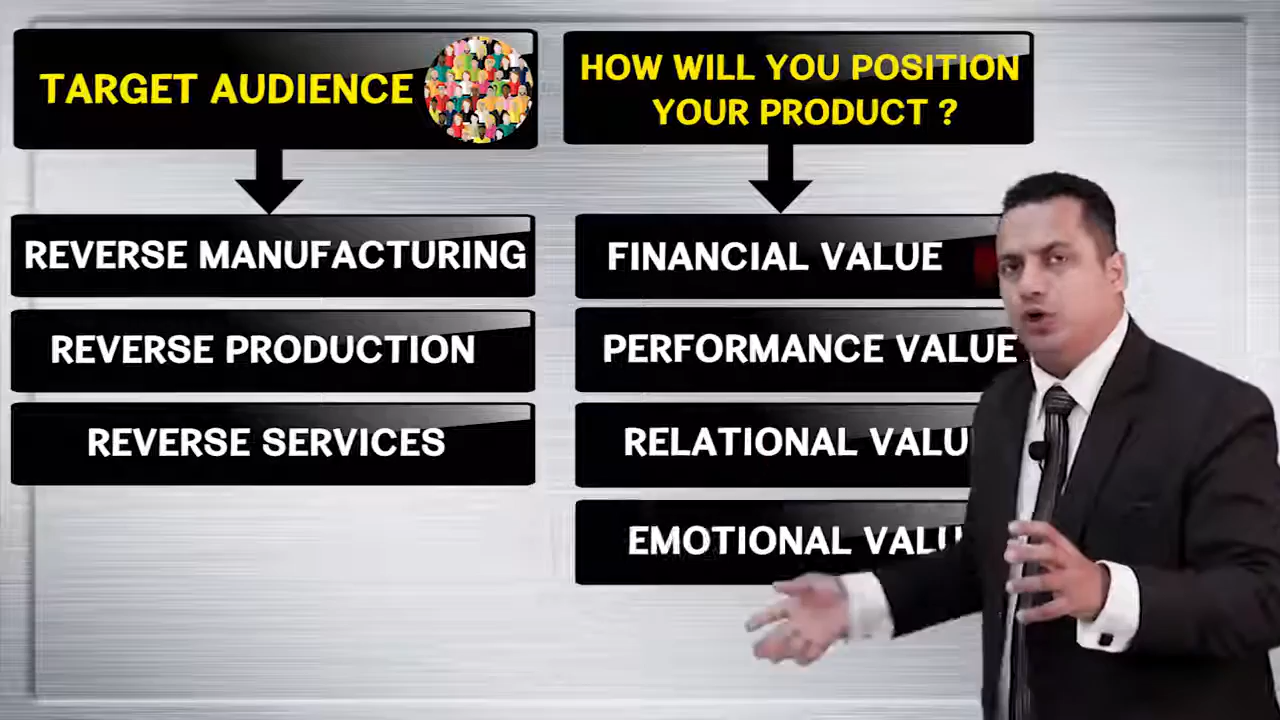 TARGET AUDIENCE
REVERSE MANUFACTURING
REVERSE PRODUCTION
REVERSE SERVICES
HOW WILL YOU POSITION
YOUR PRODUCT ?
FINANCIAL VALUE
PERFORMANCE VALUE
RELATIONAL VALU
EMOTIONAL VALU